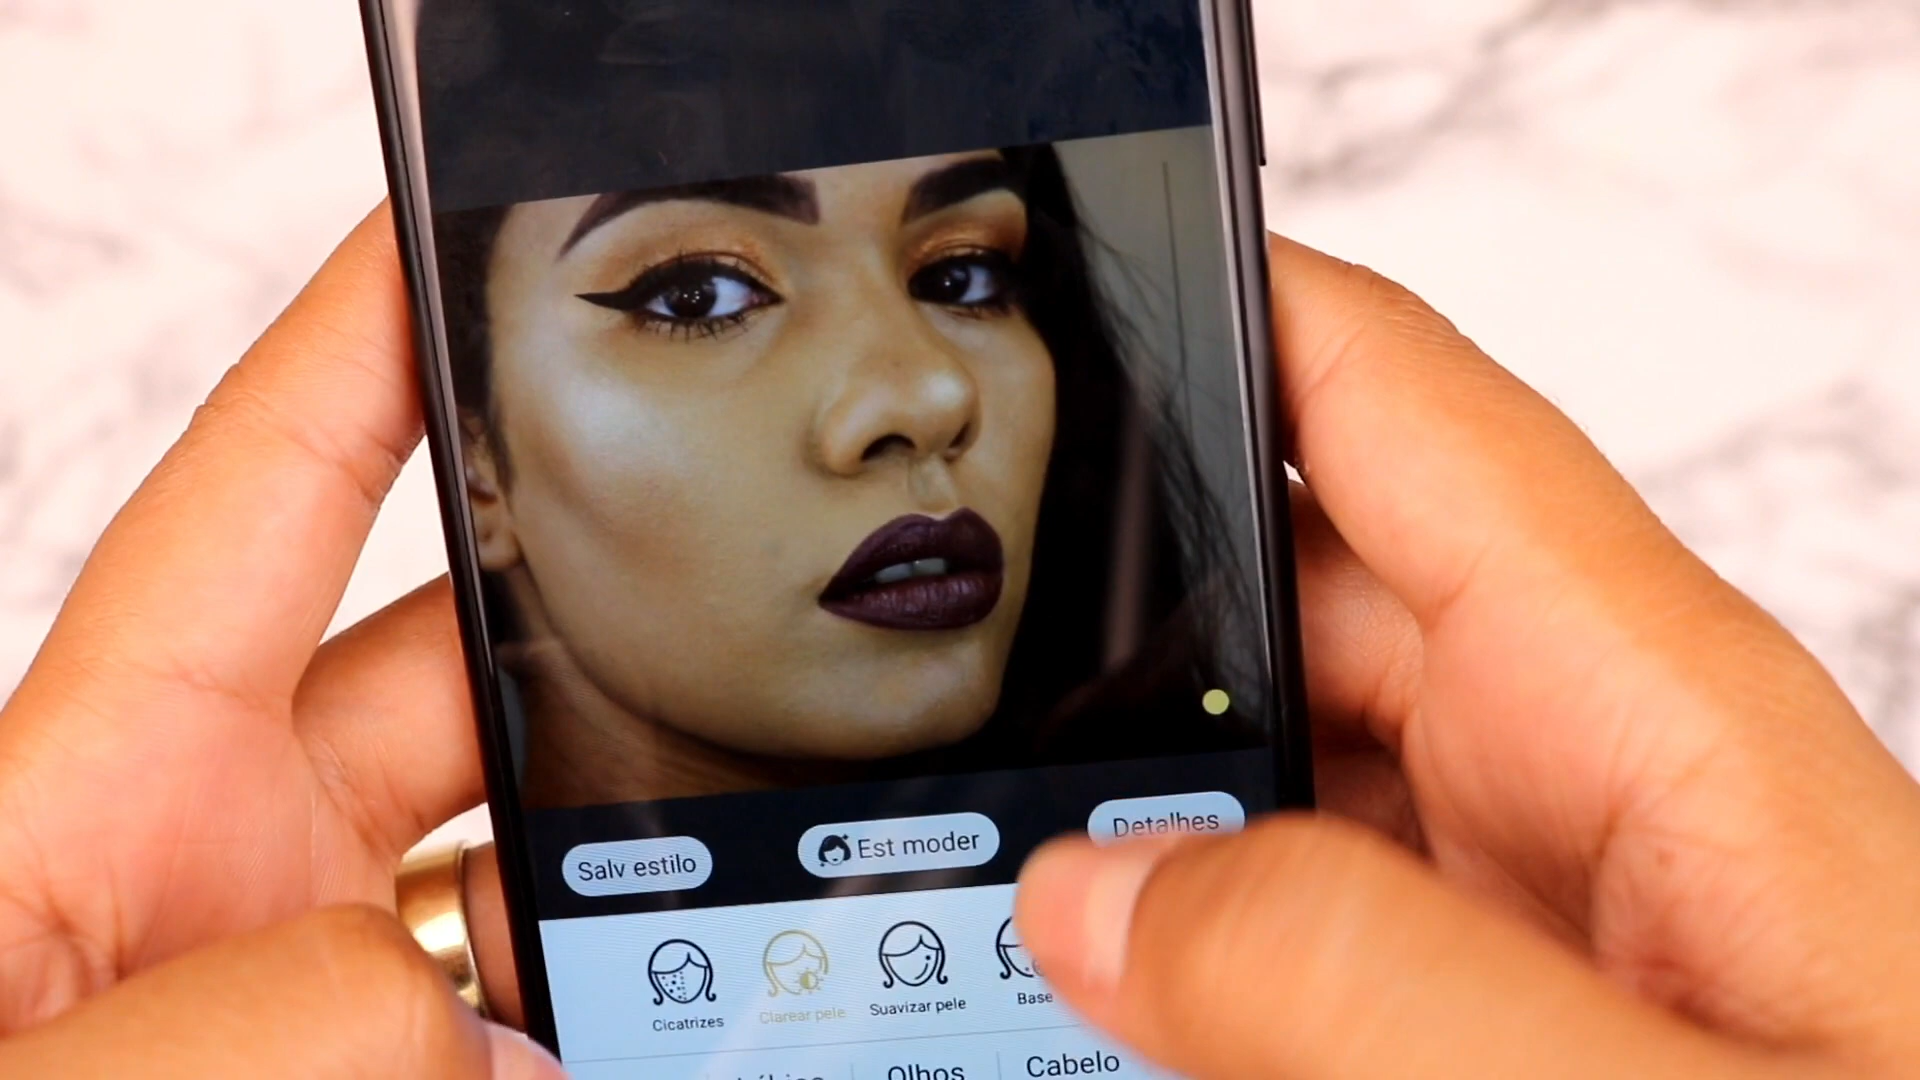 Salv estilo
Est moder
Detalhes
Cicatrizes
Clarear pele
Suavizar pele
Base
Olhos
Cabelo